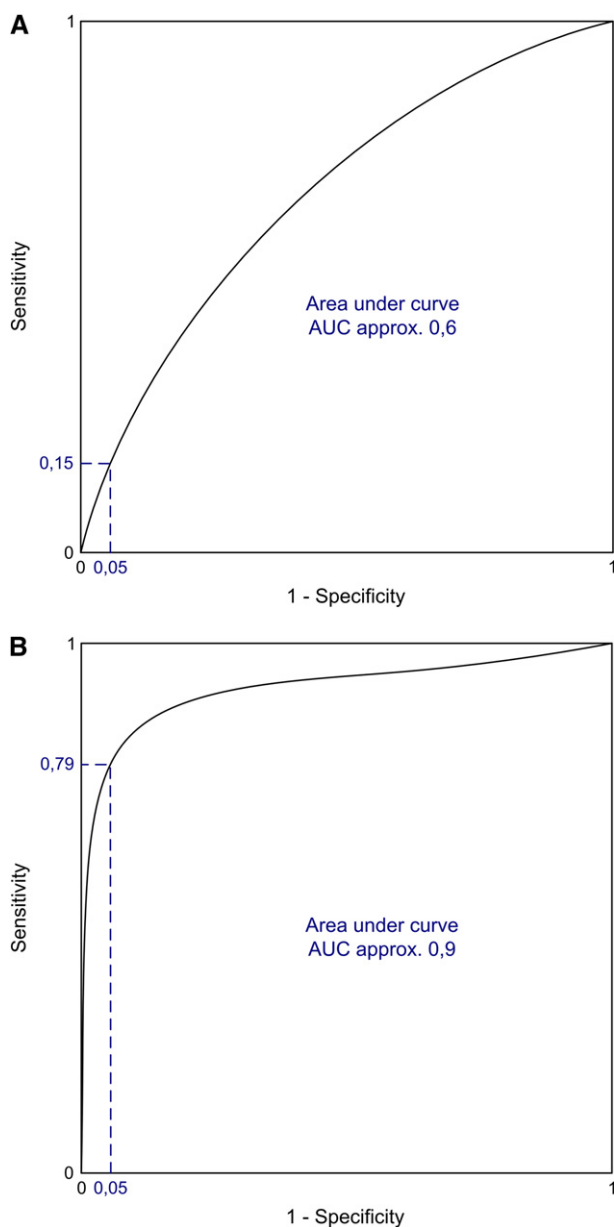 A
1
Sensitivity
Area under curve
AUC approx. 0,6
0,15
0
0 0,05 1
1 - Specificity
B
1
0,79
Sensitivity
Area under curve
AUC approx. 0,9
0
0 0,05 1
1 - Specificity